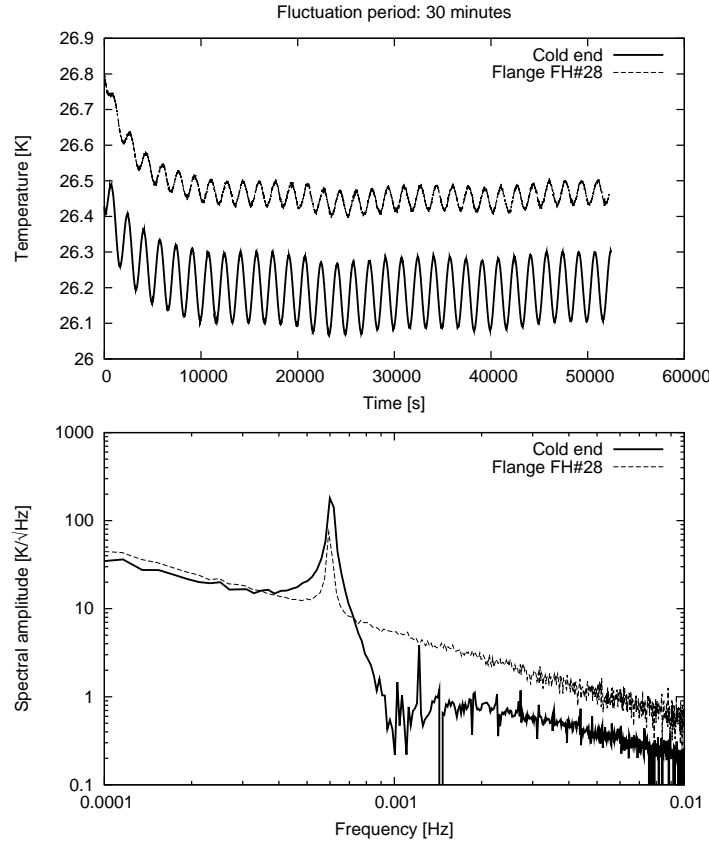 Fluctuation period: 30 minutes
26.9
26.8
26.7
26.6
26.5
26.4
26.3
26.2
26.1
26
Temperature [K]
Cold end
Flange FH#28
0 10000 20000 30000 40000 50000 60000
Time [s]
1000
100
10
1
0.1
Spectral amplitude [K/√Hz]
Cold end
Flange FH#28
0.0001 0.001 0.01
Frequency [Hz]